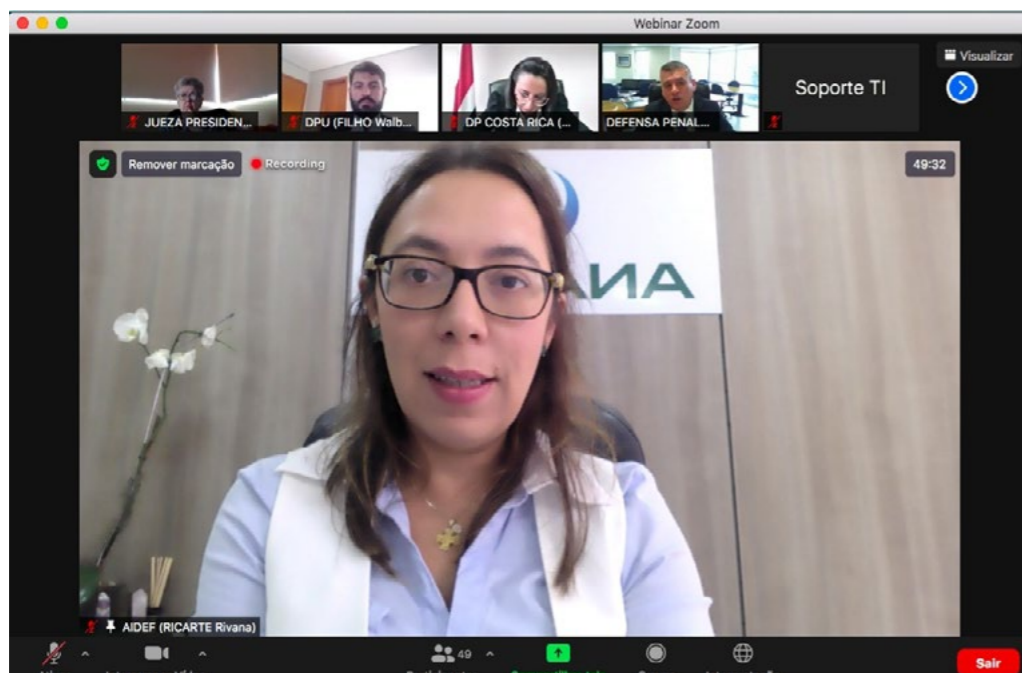 Webinar Zoom
Visualizar
Soporte TI
JUEZA PRESIDEN...
DPU (FILHO Walb...
DP COSTA RICA (...
DEFENSA PENAL...
Remover marcação
Recording
49:32
ANA
AIDEF (RICARTE Rivana)
49
Sair